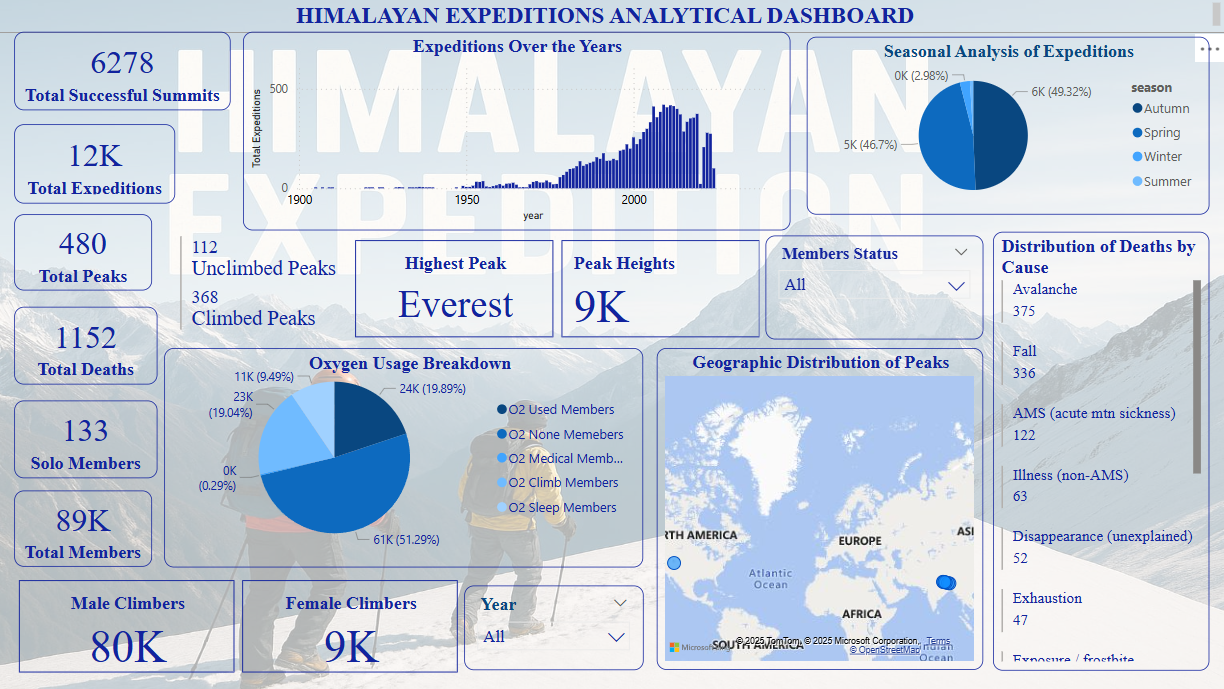 HIMALAYAN EXPEDITIONS ANALYTICAL DASHBOARD
HIMALAYAN
EXPEDITION
6278
Total Successful Summits
12K
Total Expeditions
480
Total Peaks
1152
Total Deaths
133
Solo Members
89K
Total Members
Expeditions Over the Years
Total Expeditions
500
0
1900
1950
2000
year
Seasonal Analysis of Expeditions
0K (2.98%)
6K (49.32%)
5K (46.7%)
season
Autumn
Spring
Winter
Summer
112
Unclimbed Peaks
368
Climbed Peaks
Highest Peak
Everest
Peak Heights
9K
Members Status
All
Distribution of Deaths by
Cause
Avalanche
375
Fall
336
AMS (acute mtn sickness)
122
Illness (non-AMS)
63
Disappearance (unexplained)
52
Exhaustion
47
Exposure / frostbite
Oxygen Usage Breakdown
11K (9.49%)
24K (19.89%)
23K
(19.04%)
0K
(0.29%)
61K (51.29%)
O2 Used Members
O2 None Memebers
O2 Medical Memb...
O2 Climb Members
O2 Sleep Members
Geographic Distribution of Peaks
RTH AMERICA
EUROPE
ASI
Atlantic
Ocean
AFRICA
SOUTH AMERICA
Indian
Ocean
© 2025 TomTom, © 2025 Microsoft Corporation, Terms
© OpenStreetMap
Male Climbers
80K
Female Climbers
9K
Year
All